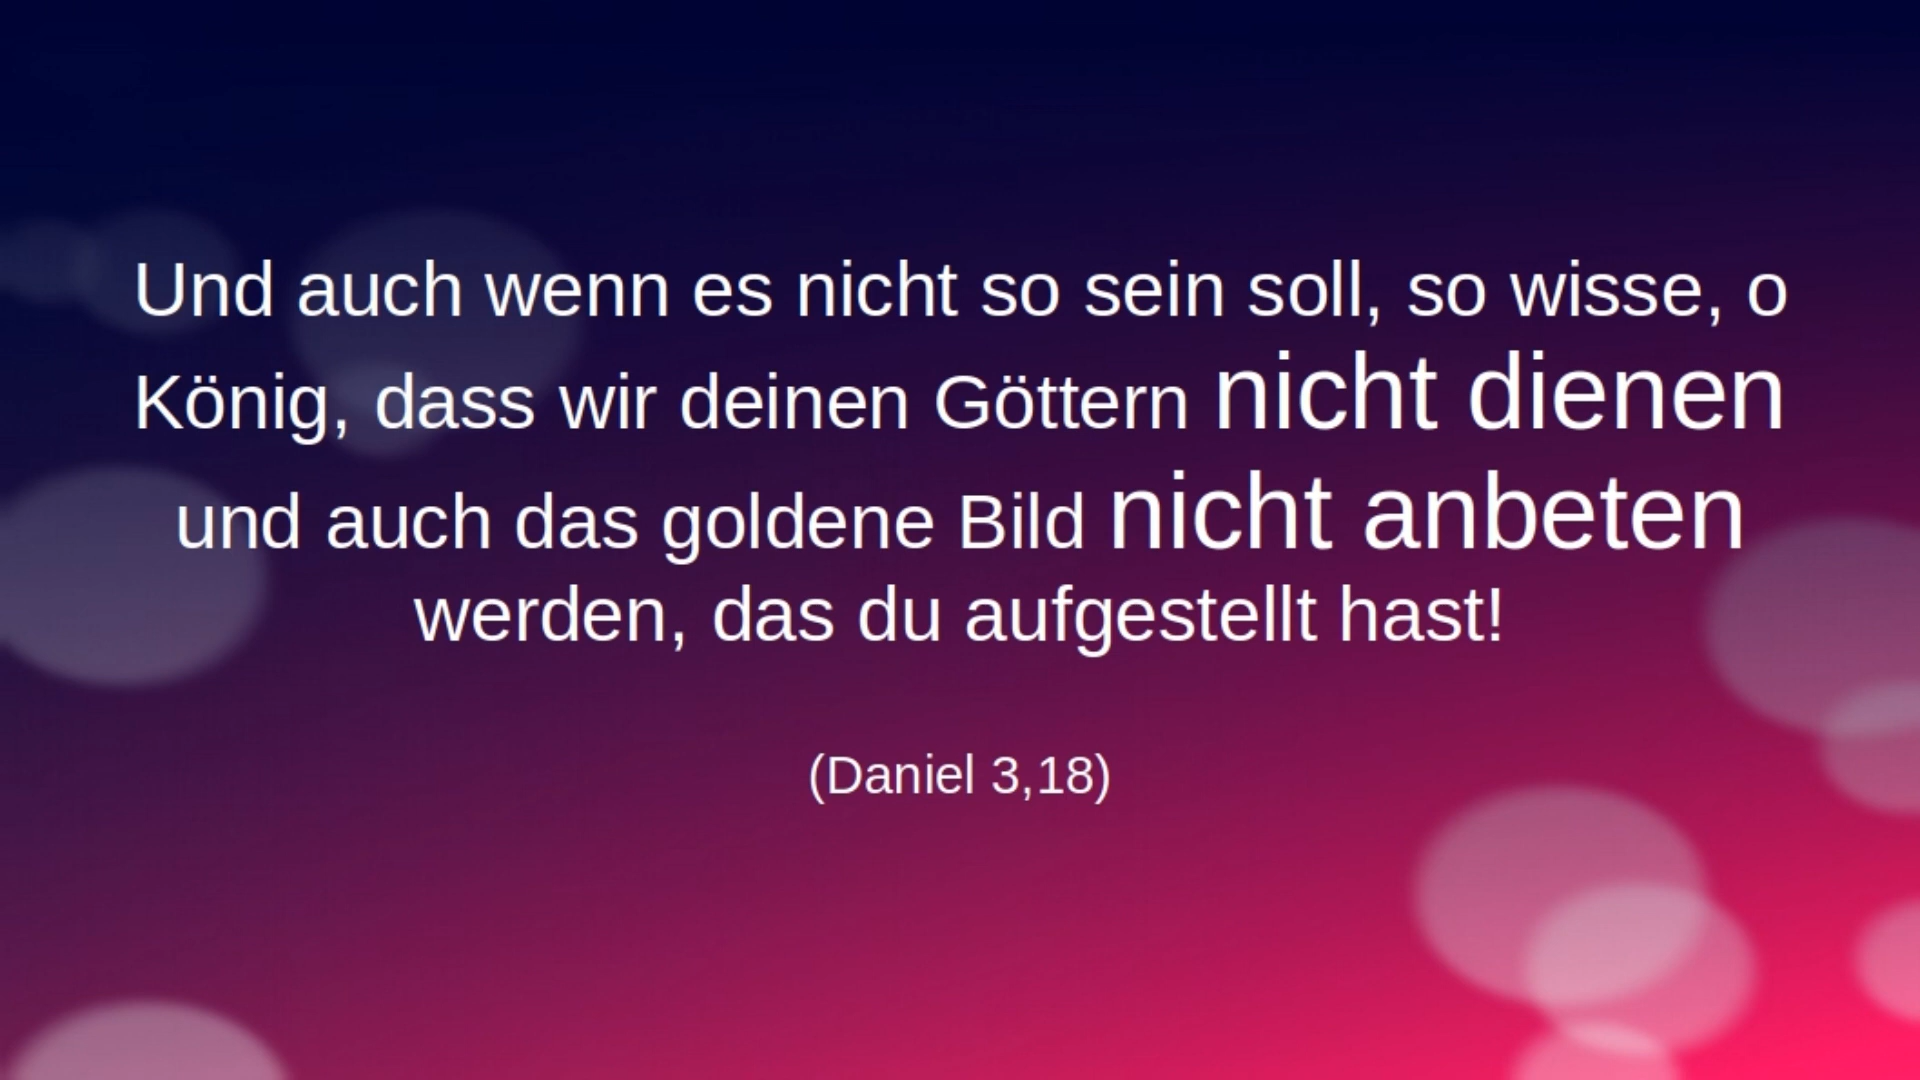 Und auch wenn es nicht so sein soll, so wisse, o
König, dass wir deinen Göttern nicht dienen
und auch das goldene Bild nicht anbeten
werden, das du aufgestellt hast!
(Daniel 3,18)